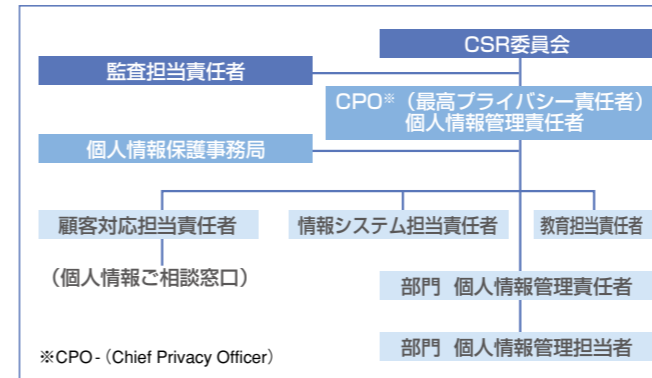 CSR委員会
監査担当責任者
CPO※（最高プライバシー責任者）
個人情報管理責任者
個人情報保護事務局
顧客対応担当責任者
情報システム担当責任者
教育担当責任者
（個人情報ご相談窓口）
部門 個人情報管理責任者
部門 個人情報管理担当者
※CPO-（Chief Privacy Officer）